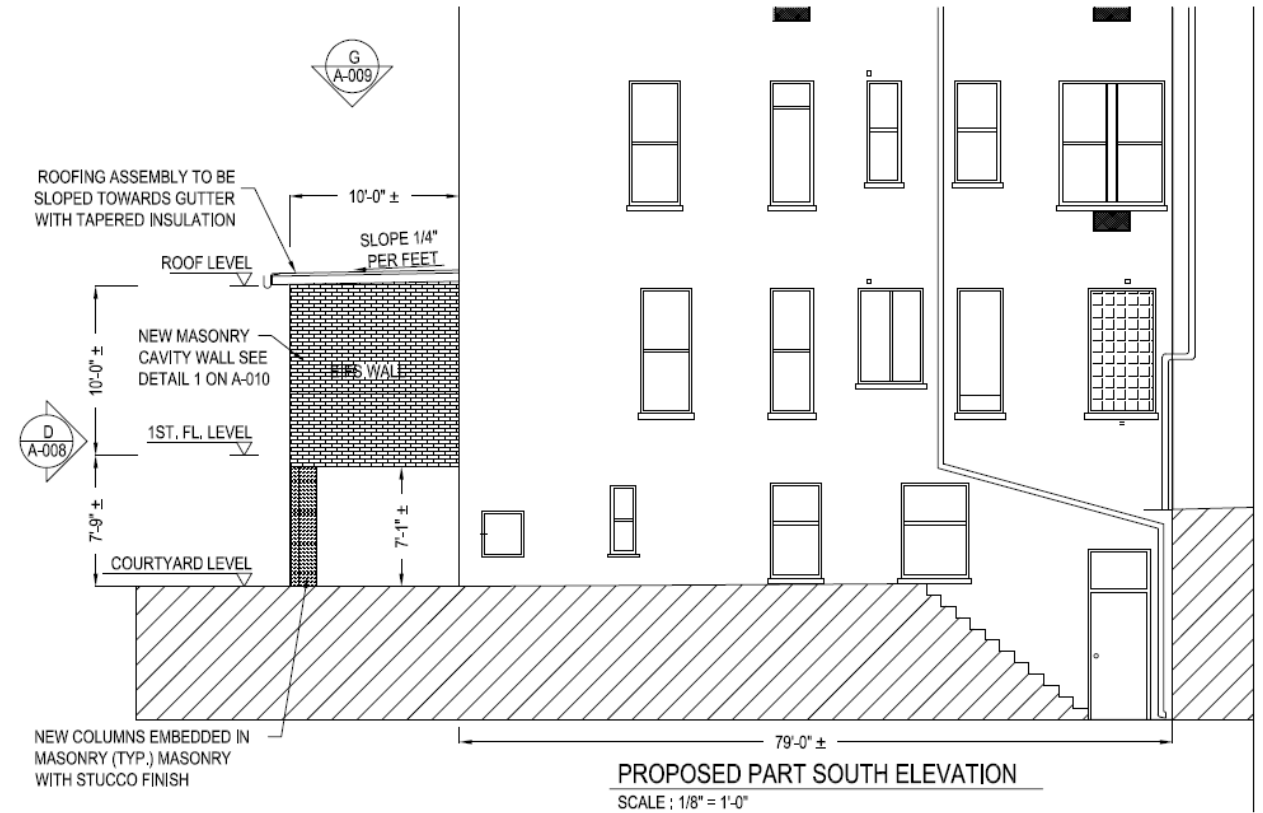 G
A-009
ROOFING ASSEMBLY TO BE
SLOPED TOWARDS GUTTER
WITH TAPERED INSULATION
10'-0" ±
SLOPE 1/4"
PER FEET
ROOF LEVEL
NEW MASONRY
CAVITY WALL SEE
DETAIL 1 ON A-010
10'-0" ±
WALL
D
A-008
1ST. FL. LEVEL
7'-9" ±
7'-1" ±
COURTYARD LEVEL
NEW COLUMNS EMBEDDED IN
MASONRY (TYP.) MASONRY
WITH STUCCO FINISH
79'-0" ±
PROPOSED PART SOUTH ELEVATION
SCALE : 1/8" = 1'-0"